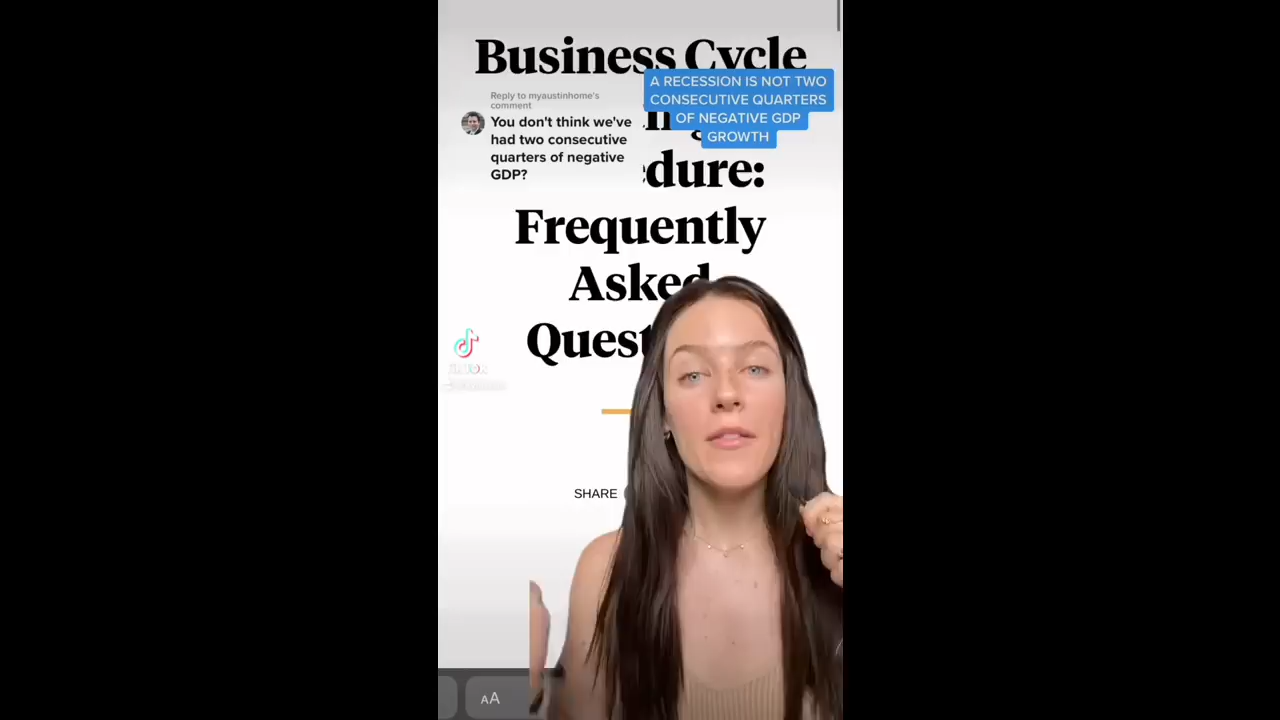 Business Cycle
Reply to myaustinhome's
comment
You don't think we've
had two consecutive
quarters of negative
GDP?
A RECESSION IS NOT TWO
CONSECUTIVE QUARTERS
OF NEGATIVE GDP
GROWTH
dure:
Frequently
Asked
Quest
SHARE
AA